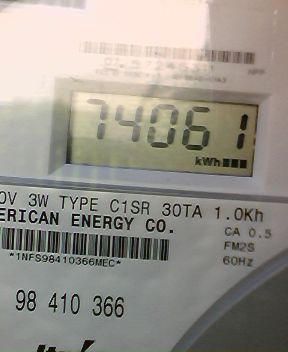 74061
kWh
0V 3W TYPE C1SR 30TA 1.0Kh
ERICAN ENERGY CO.
CA 0.5
FM2S
60Hz
*1NFS98410366MEC*
98 410 366